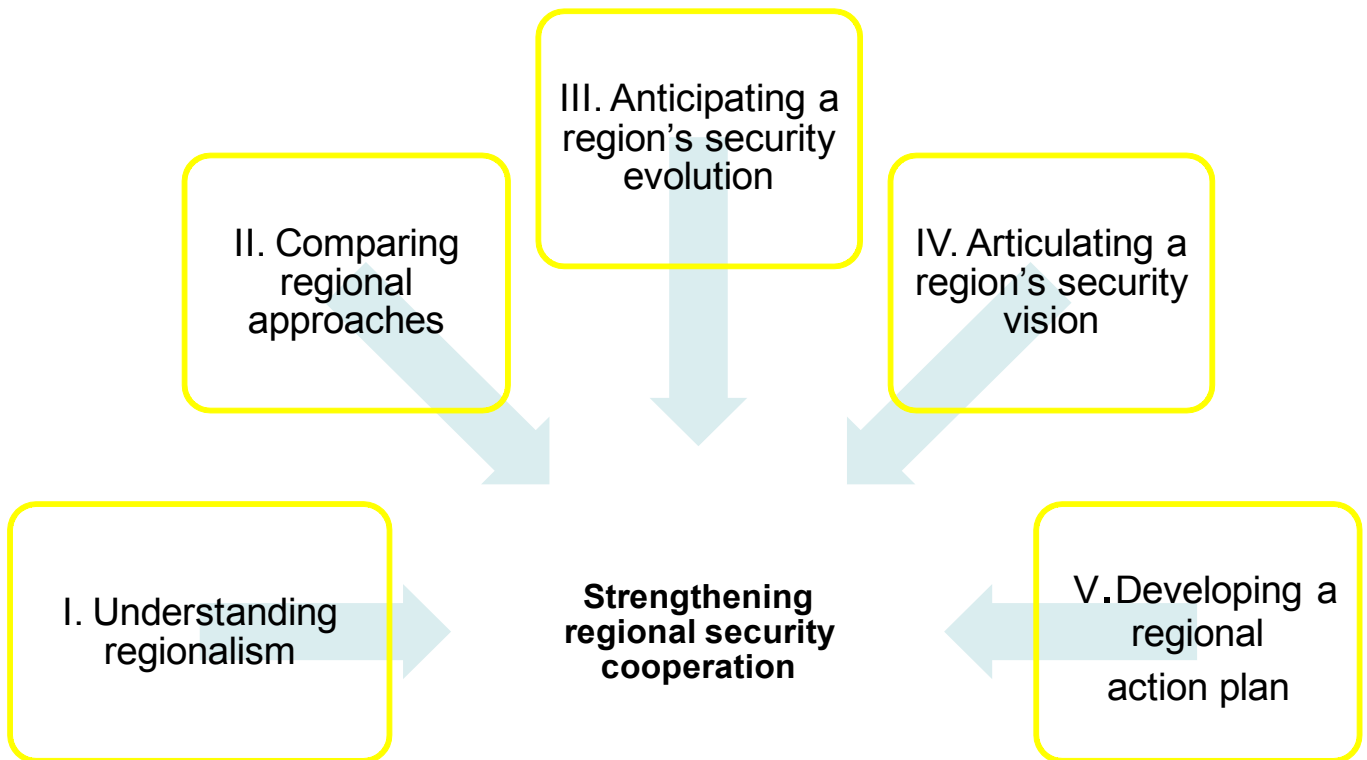 I. Understanding
regionalism
II. Comparing
regional
approaches
III. Anticipating a
region’s security
evolution
IV. Articulating a
region’s security
vision
V.Developing a
regional
action plan
Strengthening
regional security
cooperation